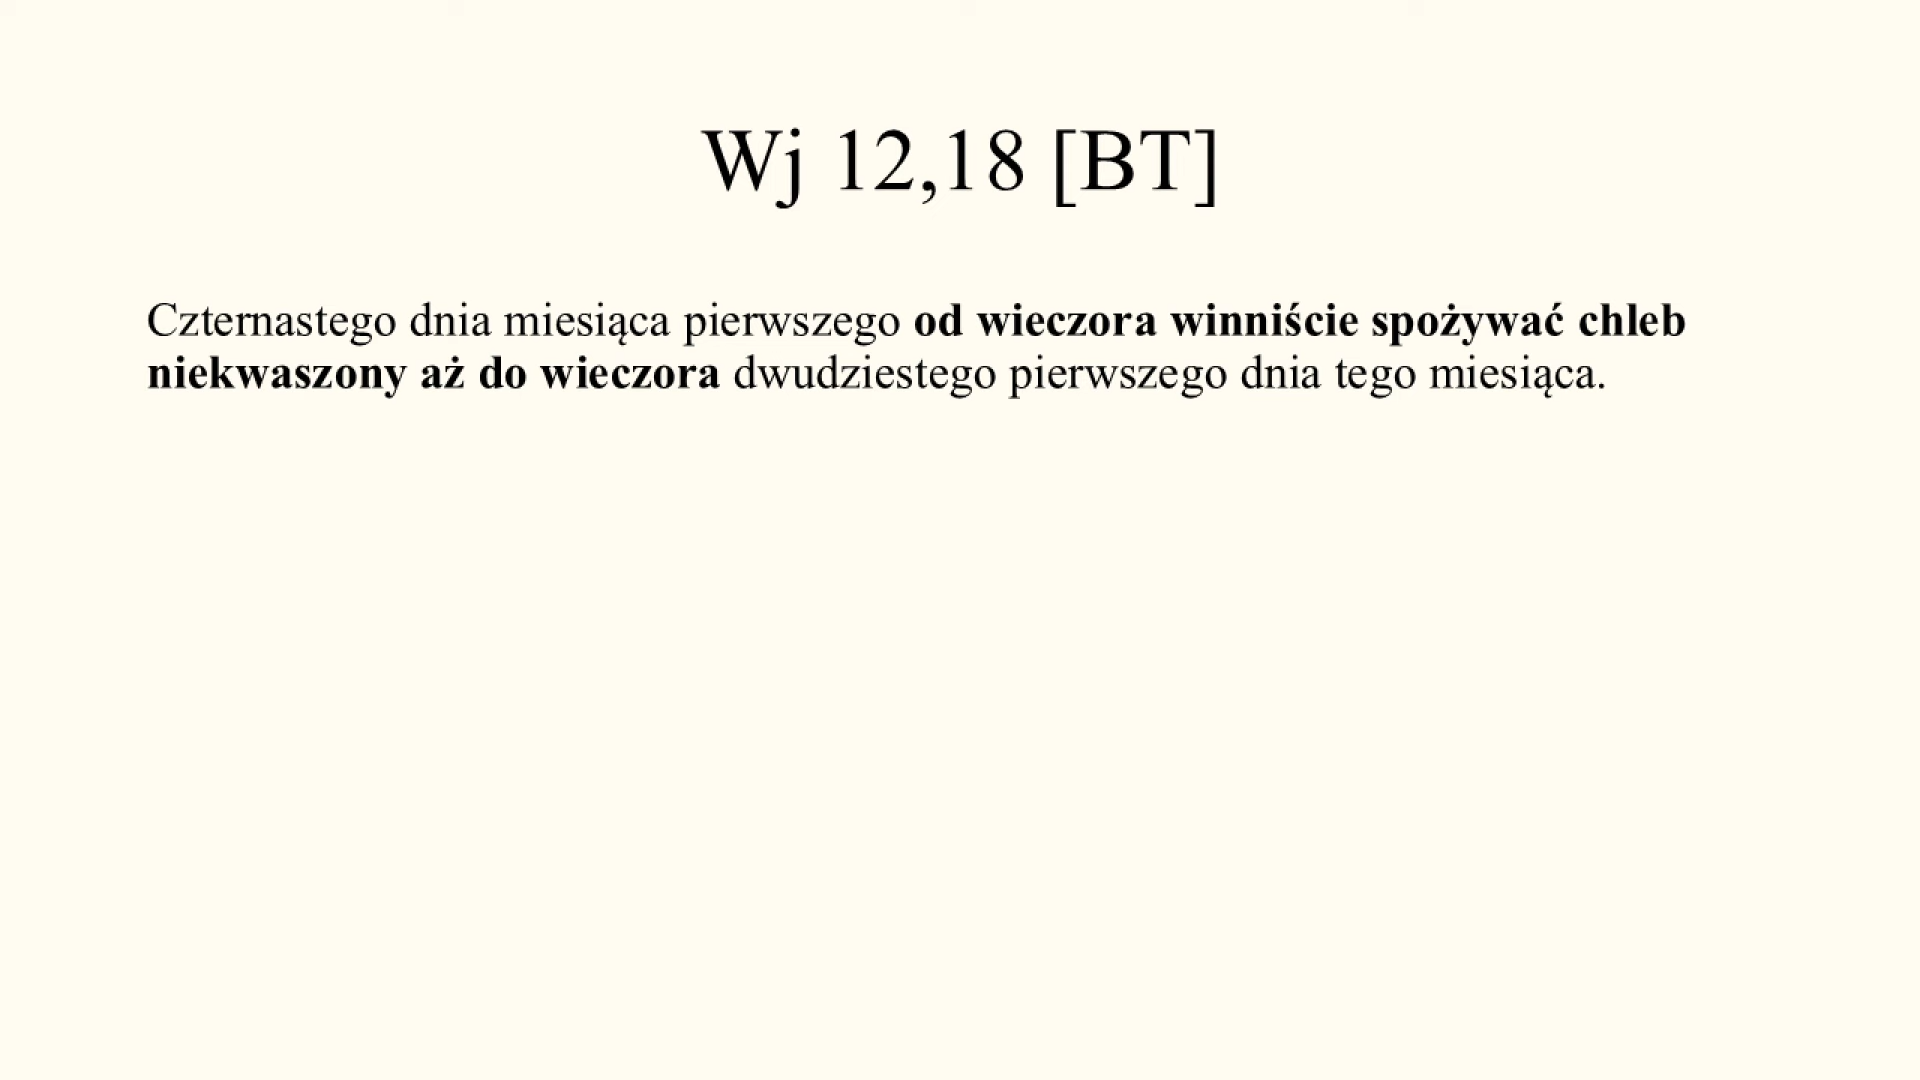 Wj 12,18 [BT]
Czternastego dnia miesiąca pierwszego od wieczora winniście spożywać chleb
niekwaszony aż do wieczora dwudziestego pierwszego dnia tego miesiąca.